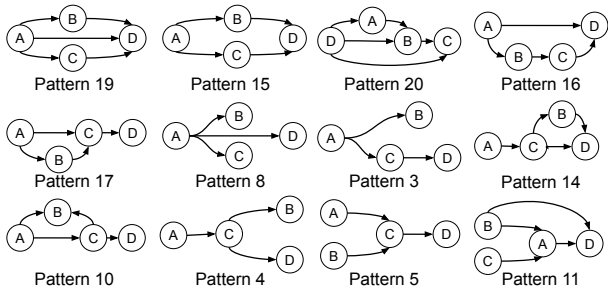 B
A D
C
Pattern 19
B
A D
C
Pattern 15
A
D B C
Pattern 20
A D
B C
Pattern 16
A C D
B
Pattern 17
B
A D
C
Pattern 8
B
A
C D
Pattern 3
B
A C D
Pattern 14
B
A C D
Pattern 10
B
A C
D
Pattern 4
A
C D
B
Pattern 5
B
A D
C
Pattern 11